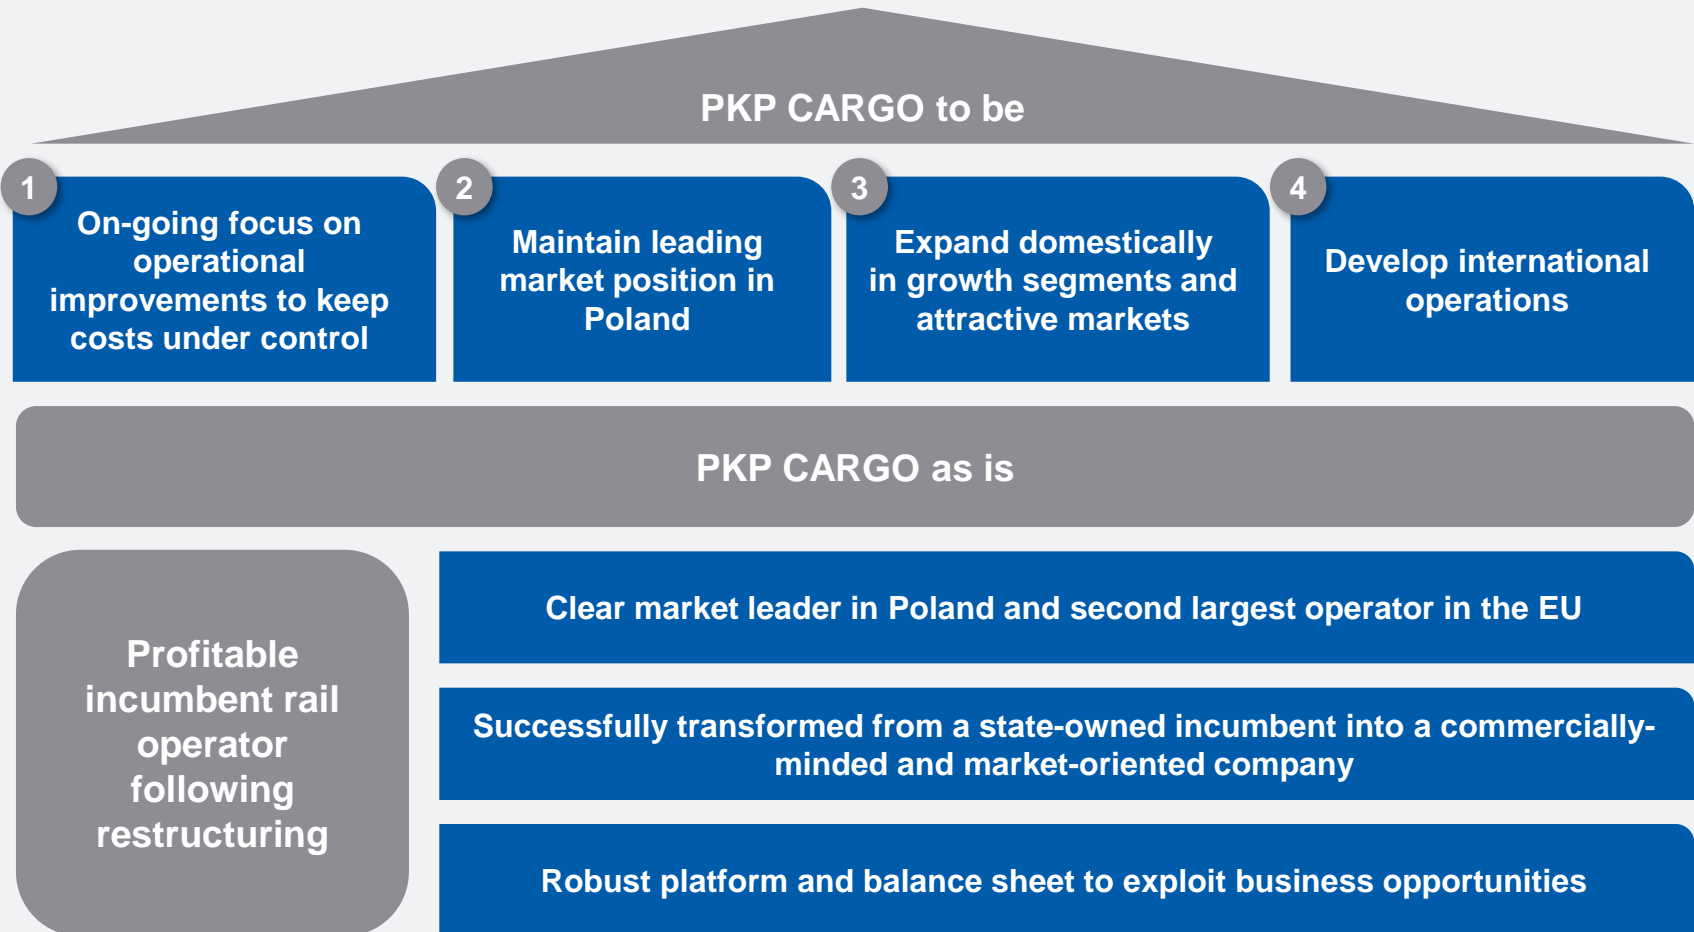 PKP CARGO to be
1
On-going focus on
operational
improvements to keep
costs under control
2
Maintain leading
market position in
Poland
3
Expand domestically
in growth segments and
attractive markets
4
Develop international
operations
PKP CARGO as is
Profitable
incumbent rail
operator
following
restructuring
Clear market leader in Poland and second largest operator in the EU
Successfully transformed from a state-owned incumbent into a commercially-
minded and market-oriented company
Robust platform and balance sheet to exploit business opportunities